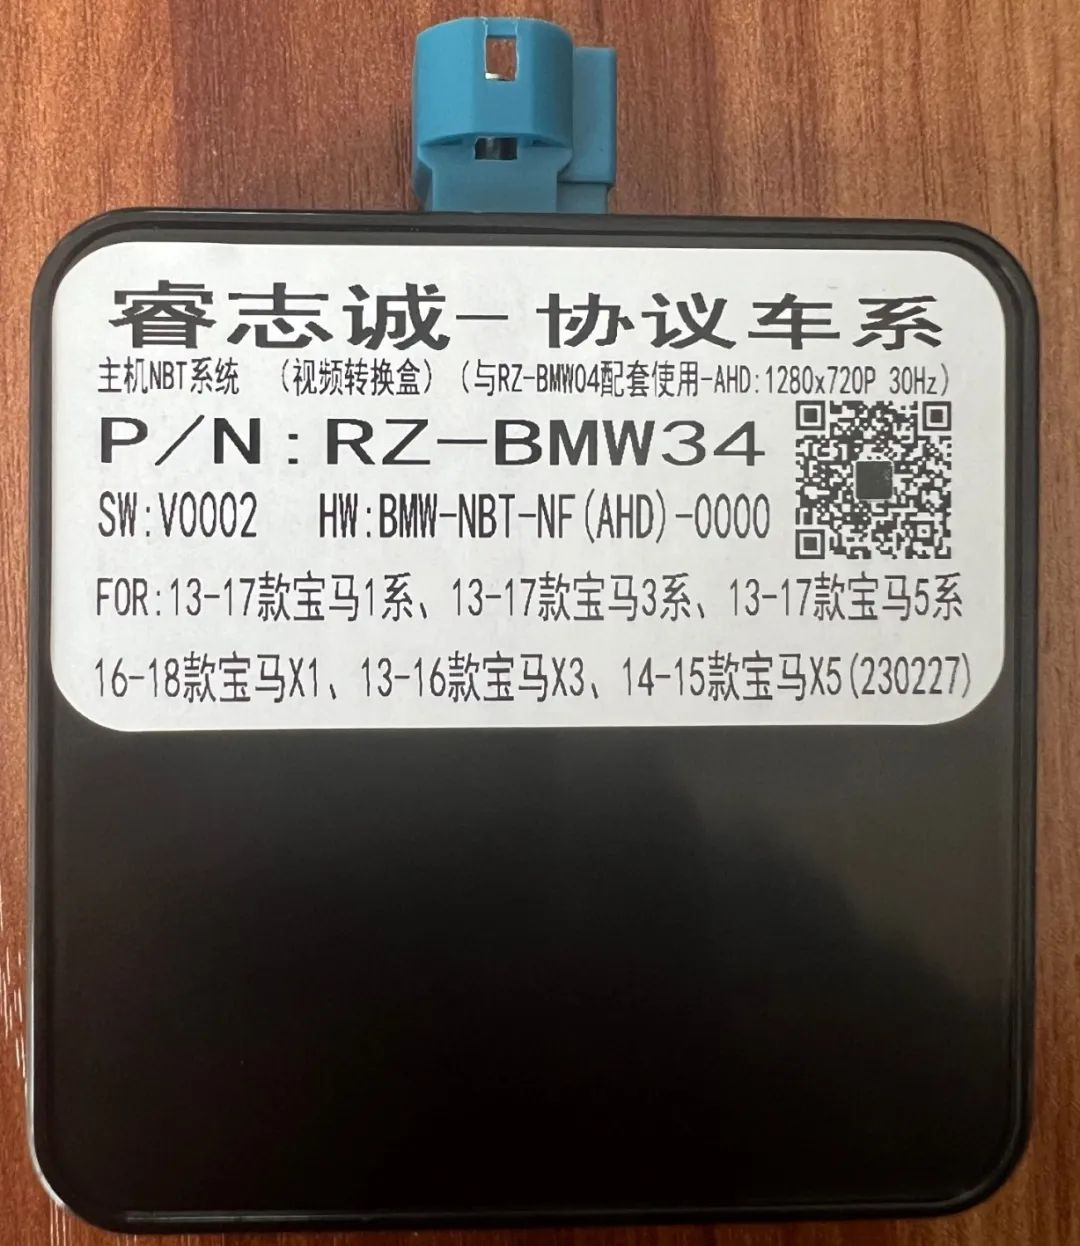 睿志诚-协议车系
主机NBT系统 （视频转换盒）（与RZ-BMW04配套使用-AHD:1280x720P 30Hz）
P/N:RZ-BMW34
SW:V0002 HW:BMW-NBT-NF(AHD)-0000
FOR:13-17款宝马1系、13-17款宝马3系、13-17款宝马5系
16-18款宝马X1、13-16款宝马X3、14-15款宝马X5(230227)